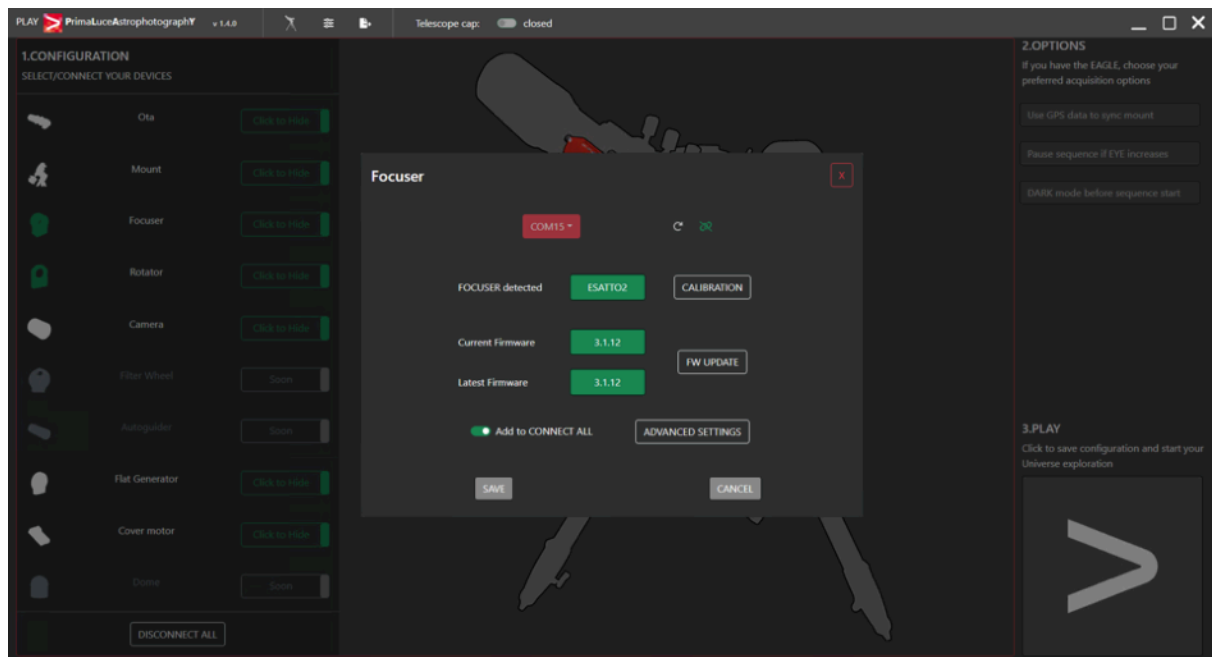 PLAY PrimaLuceAstrophotographY v 1.4.0 Telescope cap: closed
1.CONFIGURATION
SELECT/CONNECT YOUR DEVICES
Ota Click to Hide
Mount Click to Hide
Focuser Click to Hide
Rotator Click to Hide
Camera Click to Hide
Filter Wheel Soon
Autoguider Soon
Flat Generator Click to Hide
Cover motor Click to Hide
Dome Soon
DISCONNECT ALL
Focuser X
COM15
FOCUSER detected ESATTO2 CALIBRATION
Current Firmware 3.1.12
FW UPDATE
Latest Firmware 3.1.12
Add to CONNECT ALL ADVANCED SETTINGS
SAVE CANCEL
2.OPTIONS
If you have the EAGLE, choose your
preferred acquisition options
Use GPS data to sync mount
Pause sequence if EYE increases
DARK mode before sequence start
3.PLAY
Click to save configuration and start your
Universe exploration